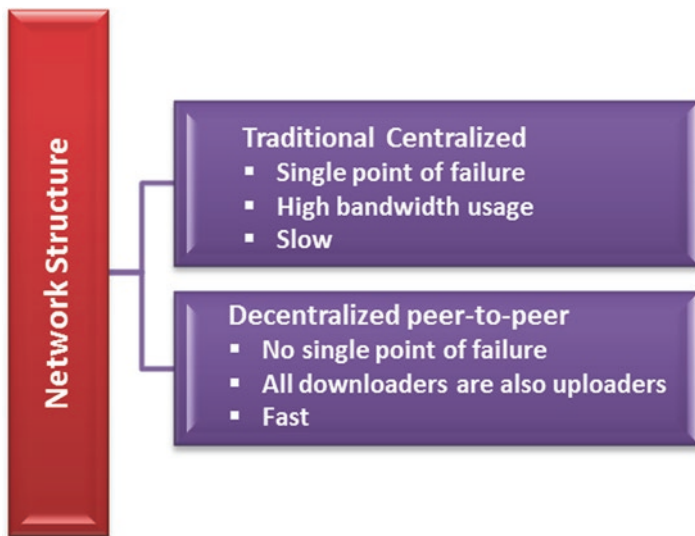 Network Structure
Traditional Centralized
▪ Single point of failure
▪ High bandwidth usage
▪ Slow
Decentralized peer-to-peer
▪ No single point of failure
▪ All downloaders are also uploaders
▪ Fast